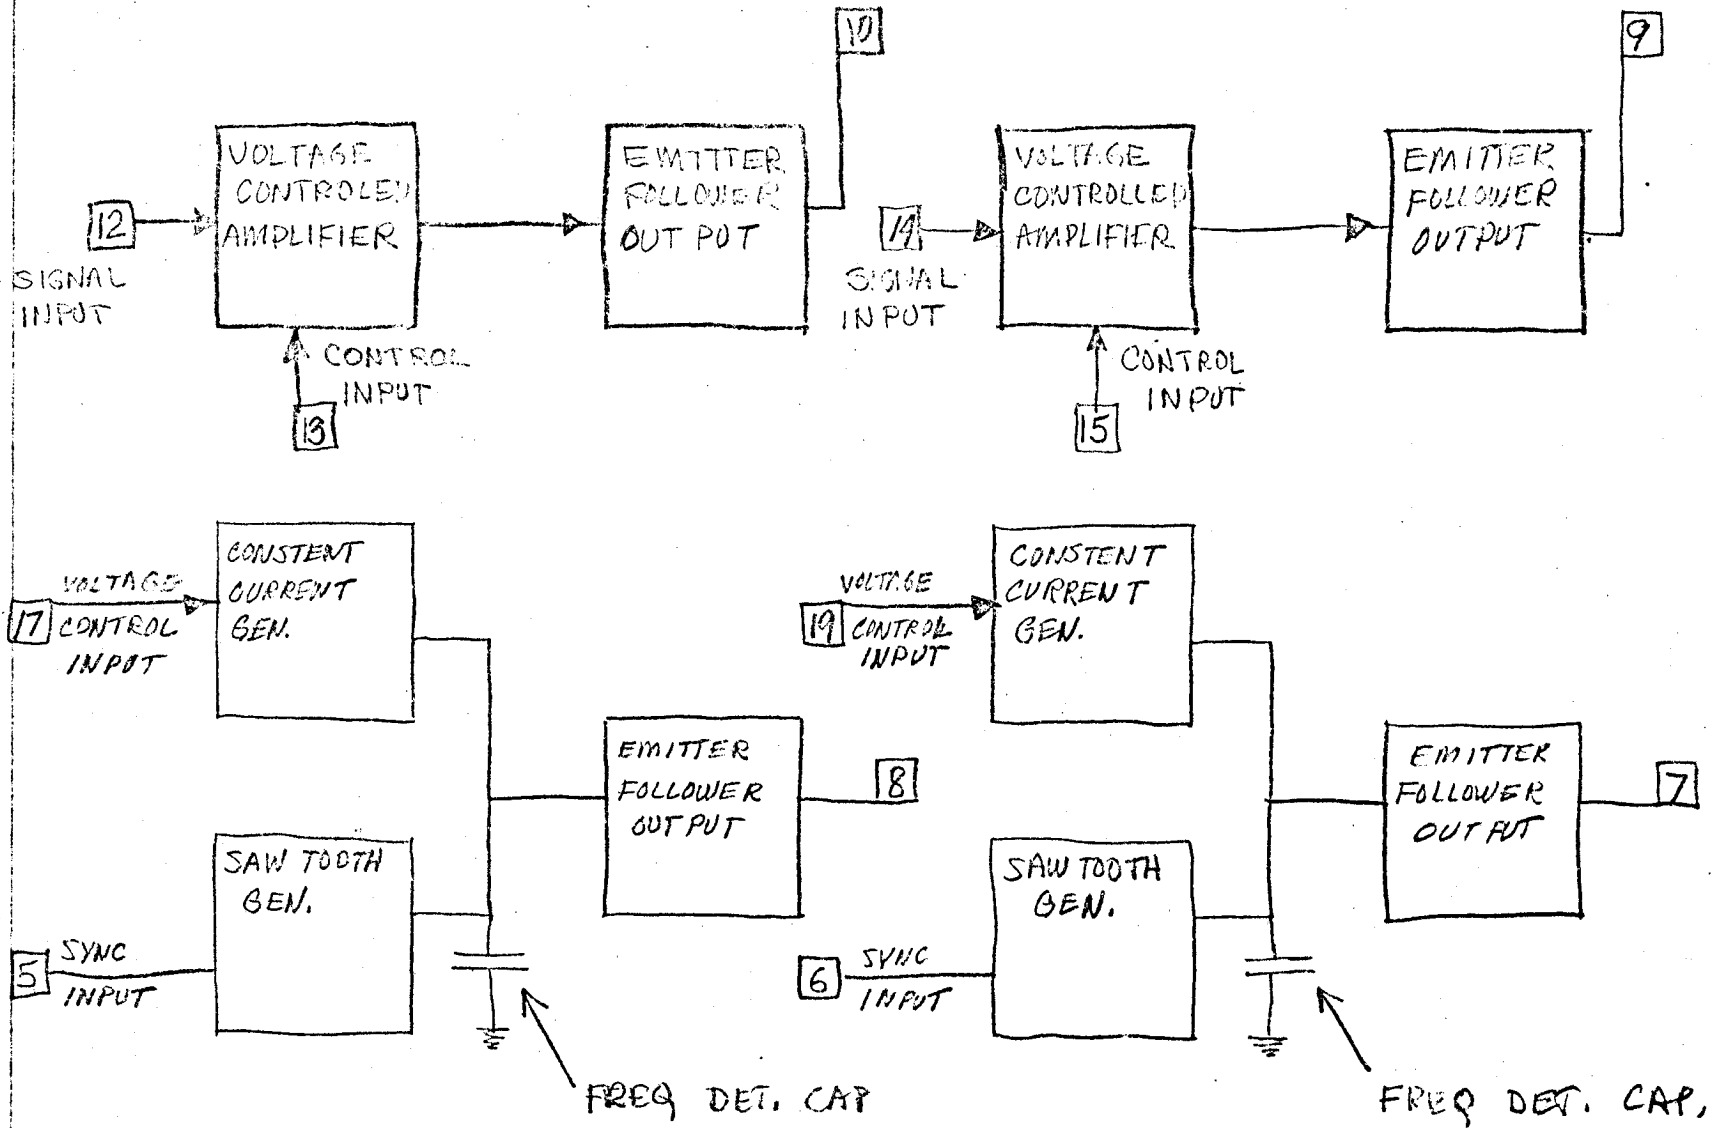 10
9
VOLTAGE
CONTROLED
AMPLIFIER
EMITTER
FOLLOWER
OUTPUT
VOLTAGE
CONTROLLED
AMPLIFIER
EMITTER
FOLLOWER
OUTPUT
12
SIGNAL
INPUT
14
SIGNAL
INPUT
CONTROL
INPUT
13
CONTROL
INPUT
15
CONSTENT
CURRENT
GEN.
CONSTENT
CURRENT
GEN.
17
VOLTAGE
CONTROL
INPUT
19
VOLTAGE
CONTROL
INPUT
EMITTER
FOLLOWER
OUTPUT
8
EMITTER
FOLLOWER
OUTPUT
7
SAW TOOTH
GEN.
SAW TOOTH
GEN.
5
SYNC
INPUT
6
SYNC
INPUT
FREQ DET. CAP
FREQ DET. CAP.